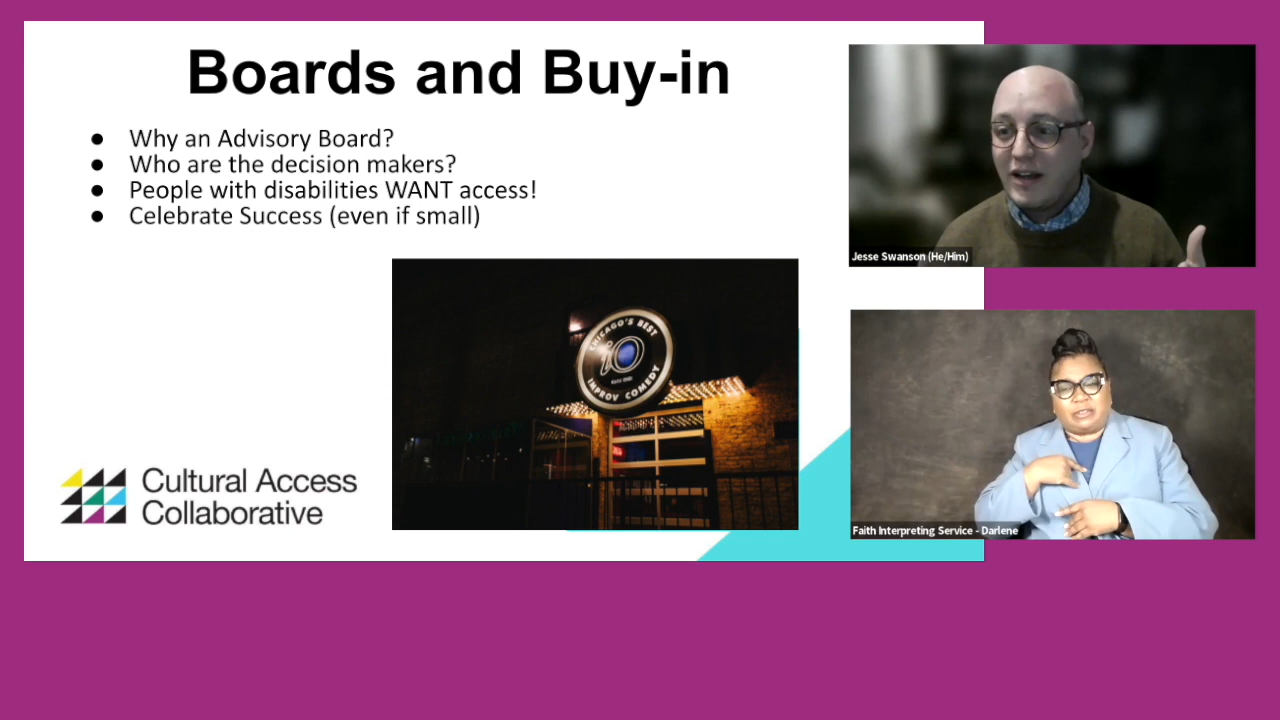 Boards and Buy-in
● Why an Advisory Board?
● Who are the decision makers?
● People with disabilities WANT access!
● Celebrate Success (even if small)
CHICAGO'S BEST
iO
IMPROV COMEDY
Cultural Access
Collaborative
Jesse Swanson (He/Him)
Faith Interpreting Service - Darlene